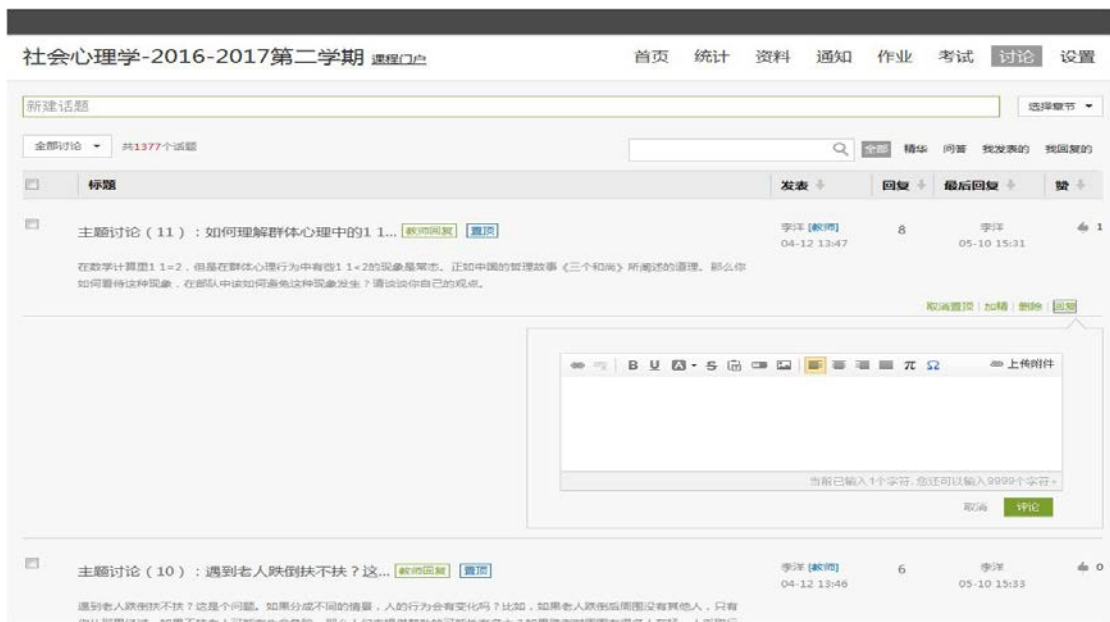 社会心理学-2016-2017第二学期 课程门户 首页 统计 资料 通知 作业 考试 讨论 设置
新建话题 选择章节
全部讨论 共1377个话题 全部 精华 问答 我发表的 我回复的
标题 发表 回复 最后回复 赞
主题讨论（11）：如何理解群体心理中的1 1... 教师回复 置顶 李洋 [教师] 8 李洋 1
04-12 13:47 05-10 15:31
在数学计算里1 1=2，但是在群体心理行为中有些1 1<2的现象是常态。正如中国的哲理故事《三个和尚》所阐述的道理。那么你
如何看待这种现象，在部队中该如何避免这种现象发生？请谈谈你自己的观点。
取消置顶 | 加精 | 删除 | 回复
B U A S π Ω 上传附件
当前已输入1个字符,您还可以输入9999个字符。
取消 评论
主题讨论（10）：遇到老人跌倒扶不扶？这... 教师回复 置顶 李洋 [教师] 6 李洋 0
04-12 13:46 05-10 15:33
遇到老人跌倒扶不扶？这是个问题。如果分成不同的情景，人的行为会有变化吗？比如，如果老人跌倒后周围没有其他人，只有